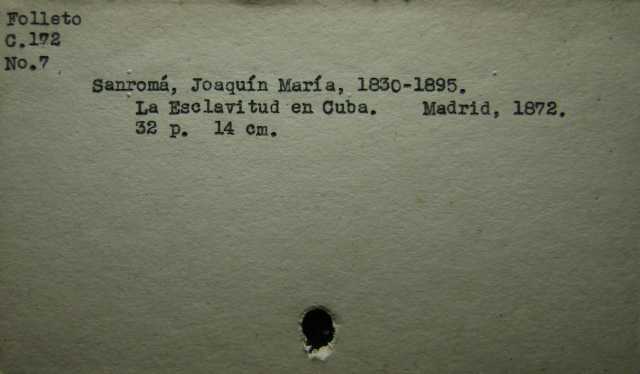 Folleto
C.172
No.7
Sanromá, Joaquín María, 1830-1895.
La Esclavitud en Cuba. Madrid, 1872.
32 p. 14 cm.